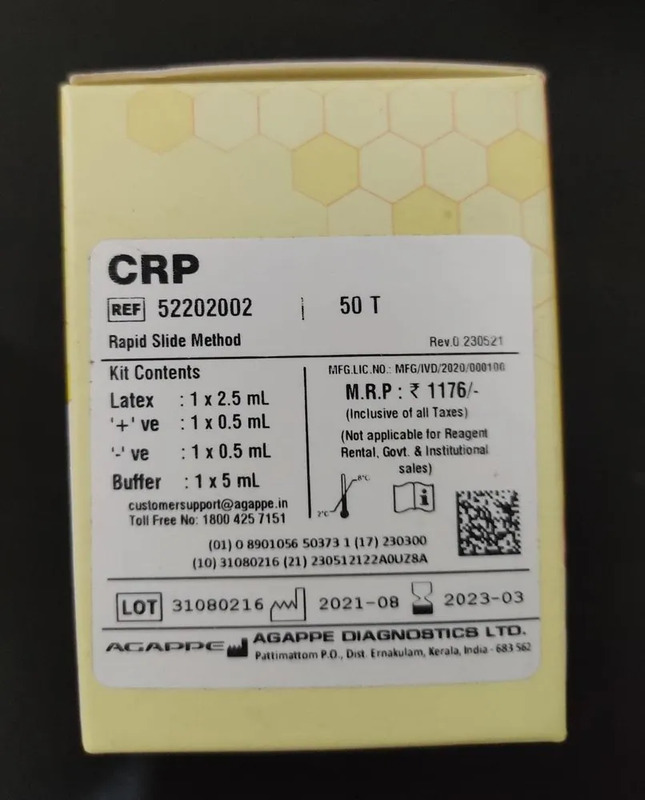 CRP
REF 52202002 | 50 T
Rapid Slide Method
Rev.0 230521
Kit Contents
Latex : 1 x 2.5 mL
'+' ve : 1 x 0.5 mL
'-' ve : 1 x 0.5 mL
Buffer : 1 x 5 mL
customersupport@agappe.in
Toll Free No: 1800 425 7151
MFG.LIC.NO.: MFG/IVD/2020/000106
M.R.P : ₹ 1176/-
(Inclusive of all Taxes)
(Not applicable for Reagent
Rental, Govt. & Institutional
sales)
2°C 8°C
(01) 0 8901056 50373 1 (17) 230300
(10) 31080216 (21) 230512122A0UZ8A
LOT 31080216 2021-08 2023-03
AGAPPE AGAPPE DIAGNOSTICS LTD.
Pattimattom P.O., Dist. Ernakulam, Kerala, India - 683 562